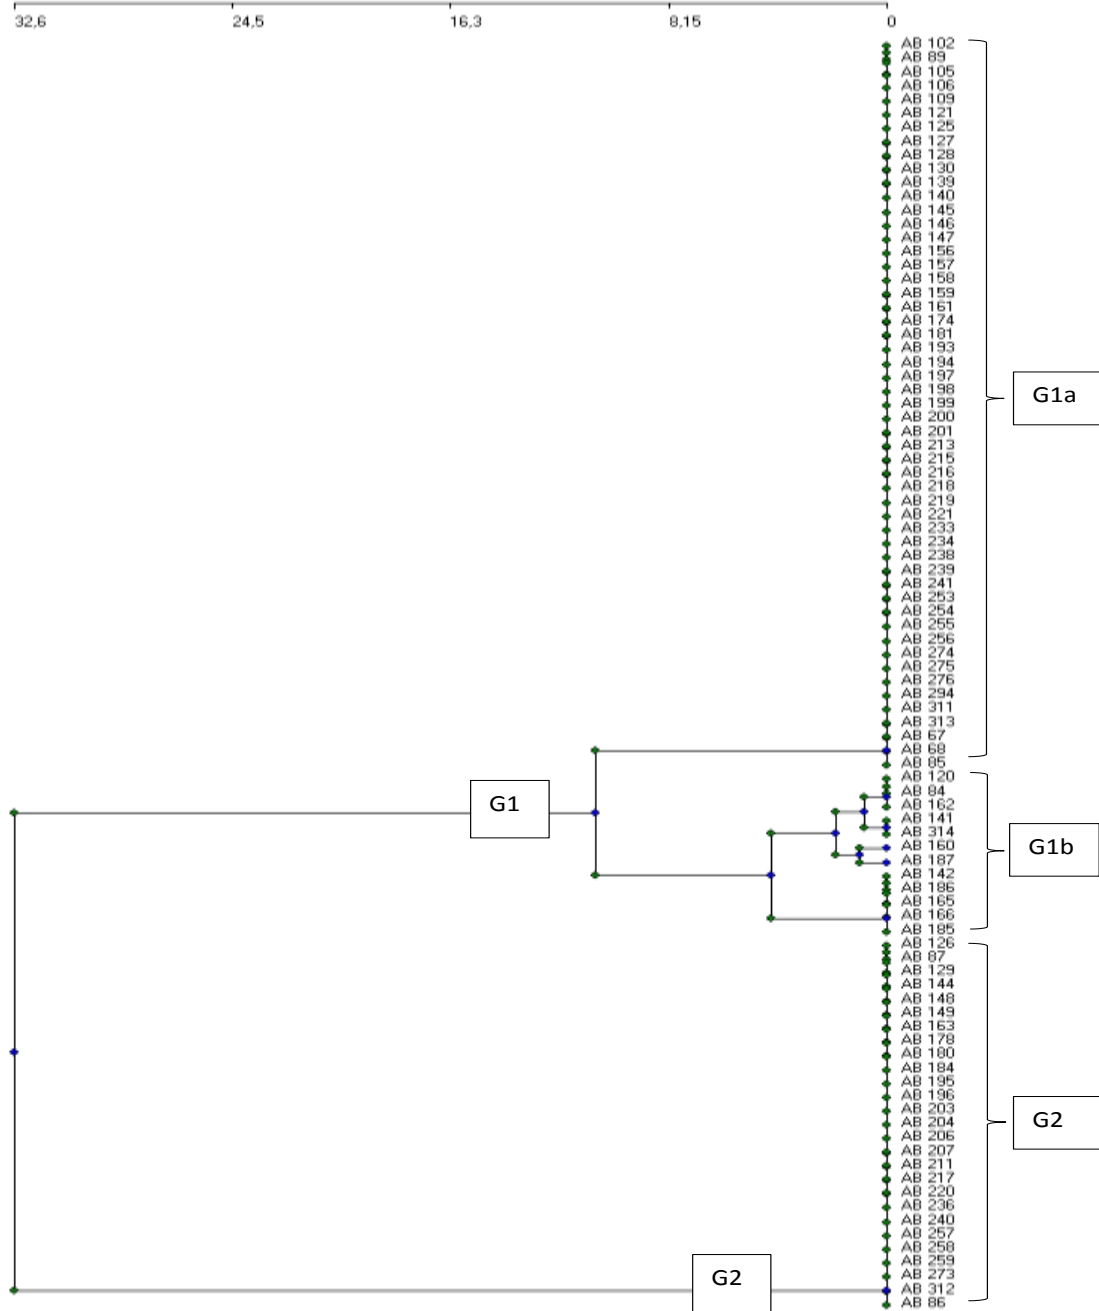 32,6 24,5 16,3 8,15 0
AB 102
AB 89
AB 105
AB 106
AB 109
AB 121
AB 125
AB 127
AB 128
AB 130
AB 139
AB 140
AB 145
AB 146
AB 147
AB 156
AB 157
AB 158
AB 159
AB 161
AB 174
AB 181
AB 193
AB 194
AB 197
AB 198
AB 199
AB 200
AB 201
AB 213
AB 215
AB 216
AB 218
AB 219
AB 221
AB 233
AB 234
AB 238
AB 239
AB 241
AB 253
AB 254
AB 255
AB 256
AB 274
AB 275
AB 276
AB 294
AB 311
AB 313
AB 67
AB 68
AB 85
G1a
AB 120
AB 84
AB 162
AB 141
AB 314
AB 160
AB 187
AB 142
AB 186
AB 165
AB 166
AB 185
G1
G1b
AB 126
AB 87
AB 129
AB 144
AB 148
AB 149
AB 163
AB 178
AB 180
AB 184
AB 195
AB 196
AB 203
AB 204
AB 206
AB 207
AB 211
AB 217
AB 220
AB 236
AB 240
AB 257
AB 258
AB 259
AB 273
AB 312
AB 86
G2
G2